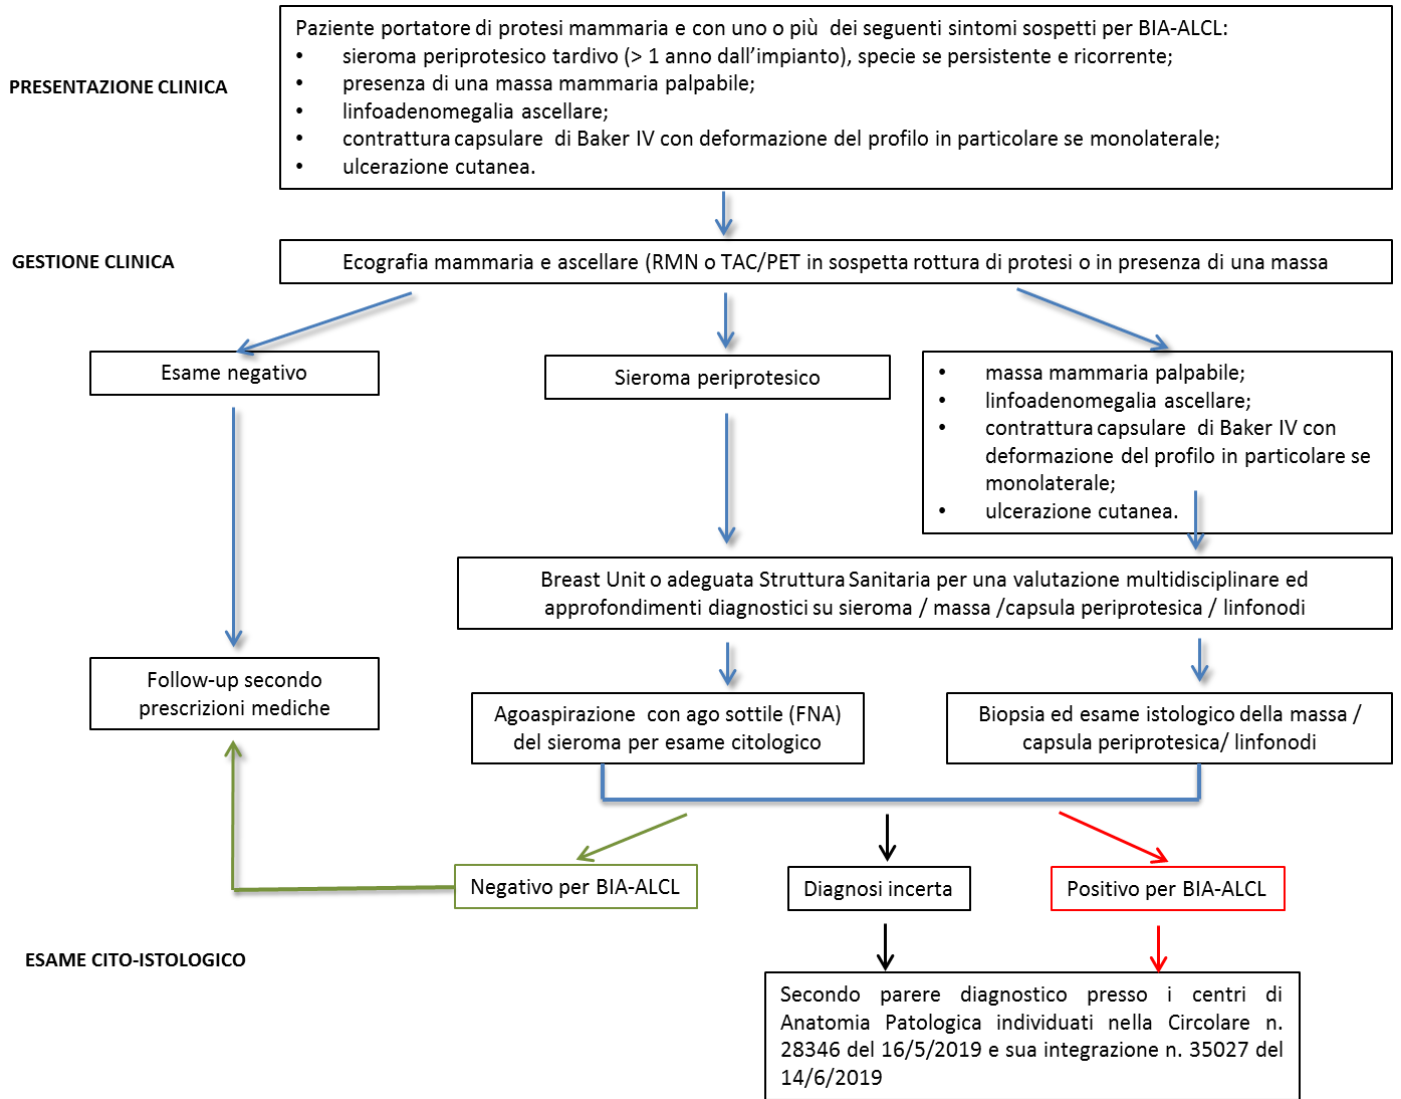 PRESENTAZIONE CLINICA
Paziente portatore di protesi mammaria e con uno o più dei seguenti sintomi sospetti per BIA-ALCL:
• sieroma periprotesico tardivo (> 1 anno dall'impianto), specie se persistente e ricorrente;
• presenza di una massa mammaria palpabile;
• linfoadenomegalia ascellare;
• contrattura capsulare di Baker IV con deformazione del profilo in particolare se monolaterale;
• ulcerazione cutanea.
GESTIONE CLINICA
Ecografia mammaria e ascellare (RMN o TAC/PET in sospetta rottura di protesi o in presenza di una massa
Esame negativo
Sieroma periprotesico
• massa mammaria palpabile;
• linfoadenomegalia ascellare;
• contrattura capsulare di Baker IV con
deformazione del profilo in particolare se
monolaterale;
• ulcerazione cutanea.
Breast Unit o adeguata Struttura Sanitaria per una valutazione multidisciplinare ed
approfondimenti diagnostici su sieroma / massa /capsula periprotesica / linfonodi
Follow-up secondo
prescrizioni mediche
Agoaspirazione con ago sottile (FNA)
del sieroma per esame citologico
Biopsia ed esame istologico della massa /
capsula periprotesica/ linfonodi
Negativo per BIA-ALCL
Diagnosi incerta
Positivo per BIA-ALCL
ESAME CITO-ISTOLOGICO
Secondo parere diagnostico presso i centri di
Anatomia Patologica individuati nella Circolare n.
28346 del 16/5/2019 e sua integrazione n. 35027 del
14/6/2019